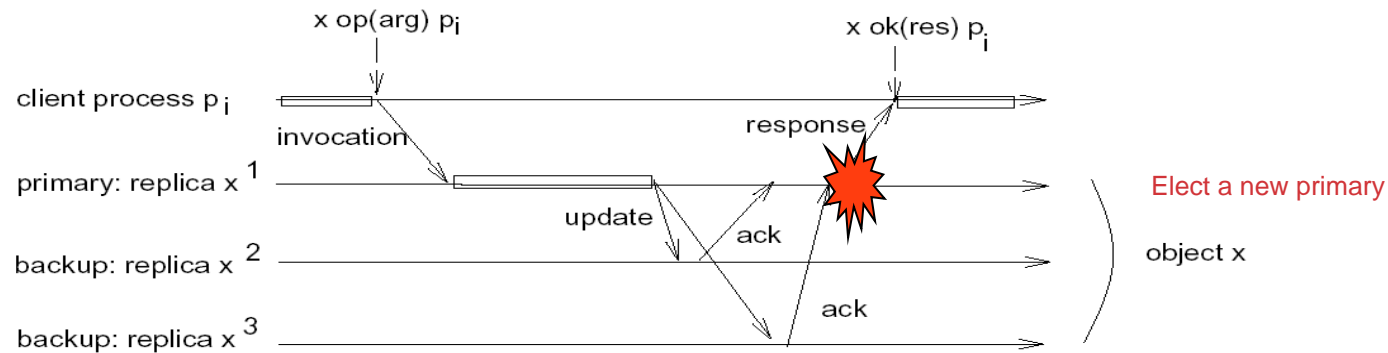 x op(arg) pi
x ok(res) pi
client process pi
invocation
response
primary: replica x 1
Elect a new primary
update
ack
backup: replica x 2
object x
ack
backup: replica x 3